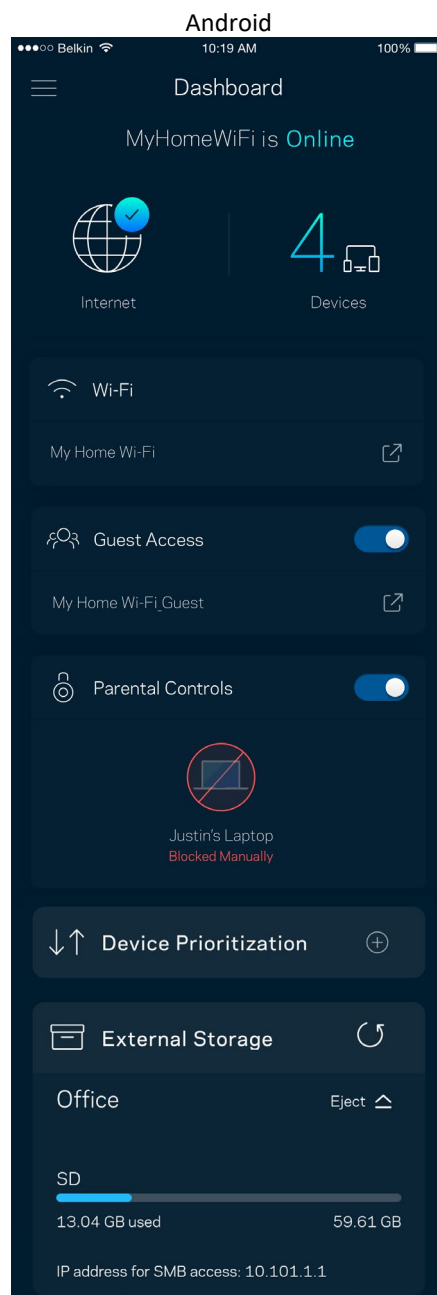 Android
Belkin 10:19 AM 100%
Dashboard
MyHomeWiFi is Online
4
Internet Devices
Wi-Fi
My Home Wi-Fi
Guest Access
My Home Wi-Fi_Guest
Parental Controls
Justin's Laptop
Blocked Manually
Device Prioritization
External Storage
Office Eject
SD
13.04 GB used 59.61 GB
IP address for SMB access: 10.101.1.1